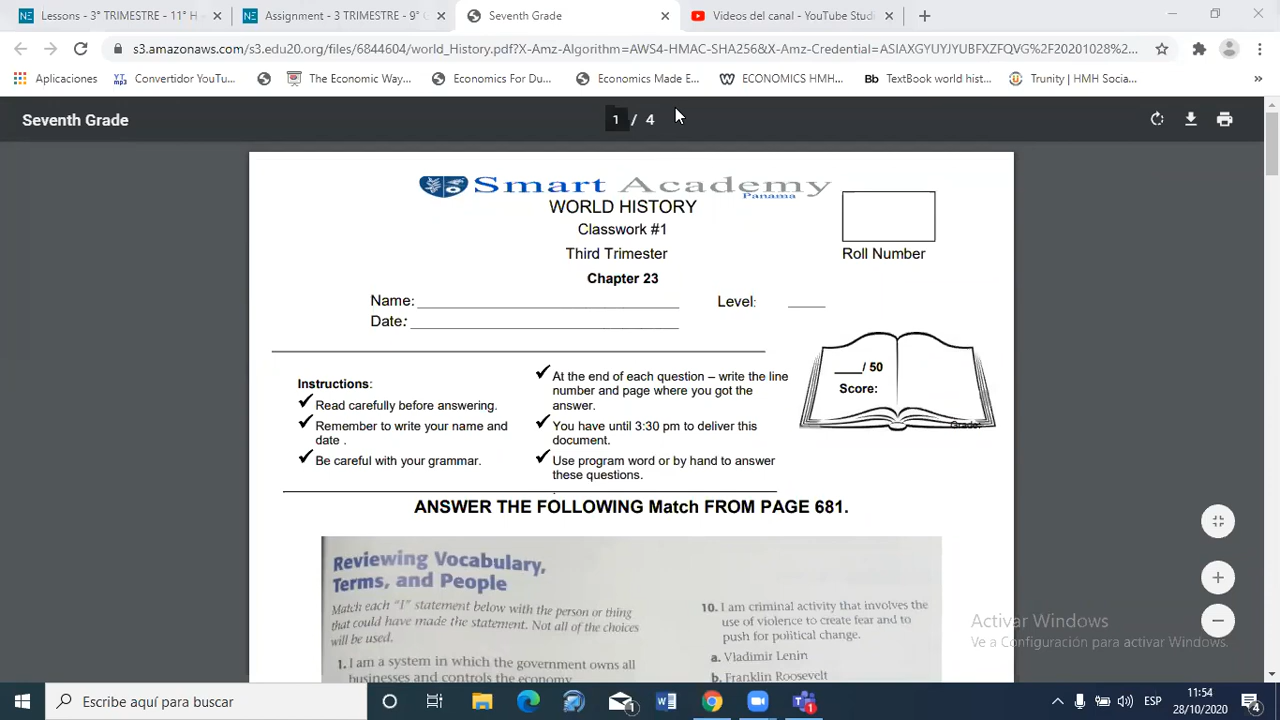 Lessons - 3° TRIMESTRE - 11° H
Assignment - 3 TRIMESTRE - 9°
Seventh Grade
Videos del canal - YouTube Studi
s3.amazonaws.com/s3.edu20.org/files/6844604/world_History.pdf?X-Amz-Algorithm=AWS4-HMAC-SHA256&X-Amz-Credential=ASIAXGYUYJYUBFXZFQVG%2F20201028%2...
Aplicaciones
Convertidor YouTu...
The Economic Way...
Economics For Du...
Economics Made E...
ECONOMICS HMH...
TextBook world hist...
Trunity | HMH Socia...
Seventh Grade
1 / 4
Smart Academy
Panama
WORLD HISTORY
Classwork #1
Third Trimester
Chapter 23
Roll Number
Name:
Level:
Date:
Instructions:
Read carefully before answering.
Remember to write your name and
date .
Be careful with your grammar.
At the end of each question – write the line
number and page where you got the
answer.
You have until 3:30 pm to deliver this
document.
Use program word or by hand to answer
these questions.
____/ 50
Score:
Grade:
ANSWER THE FOLLOWING Match FROM PAGE 681.
Reviewing Vocabulary,
Terms, and People
Match each "I" statement below with the person or thing
that could have made the statement. Not all of the choices
will be used.
1. I am a system in which the government owns all
businesses and controls the economy.
10. I am criminal activity that involves the
use of violence to create fear and to
push for political change.
a. Vladimir Lenin
b. Franklin Roosevelt
Activar Windows
Ve a Configuración para activar Windows.
Escribe aquí para buscar
ESP
11:54
28/10/2020